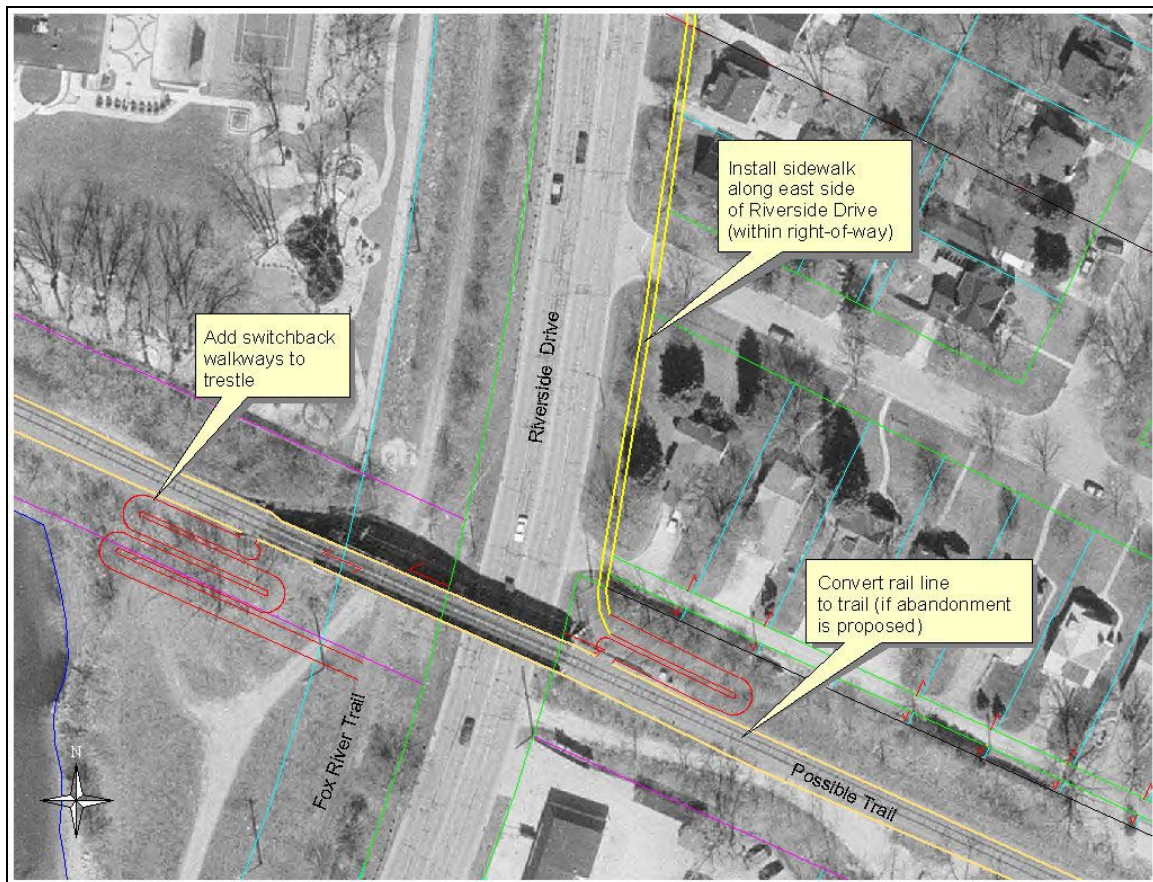 Install sidewalk
along east side
of Riverside Drive
(within right-of-way)
Add switchback
walkways to
trestle
Riverside Drive
Convert rail line
to trail (if abandonment
is proposed)
Fox River Trail
Possible Trail
N